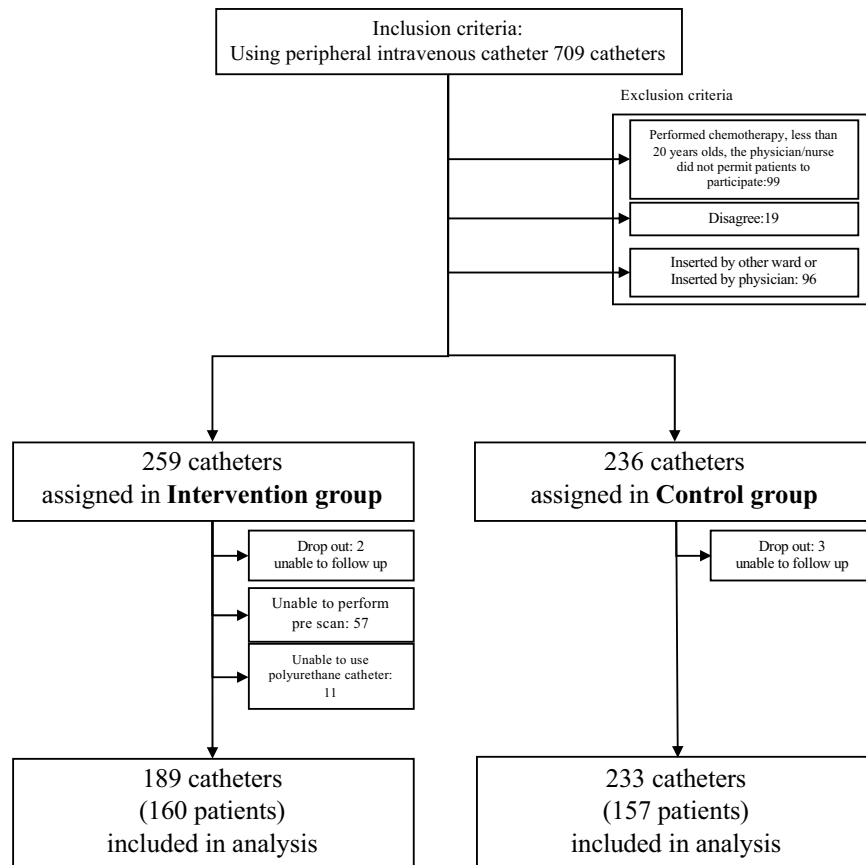 Inclusion criteria:
Using peripheral intravenous catheter 709 catheters
Exclusion criteria
Performed chemotherapy, less than
20 years olds, the physician/nurse
did not permit patients to
participate:99
Disagree:19
Inserted by other ward or
Inserted by physician: 96
259 catheters
assigned in Intervention group
236 catheters
assigned in Control group
Drop out: 2
unable to follow up
Drop out: 3
unable to follow up
Unable to perform
pre scan: 57
Unable to use
polyurethane catheter:
11
189 catheters
(160 patients)
included in analysis
233 catheters
(157 patients)
included in analysis